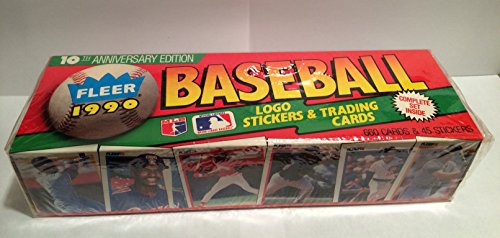 10TH ANNIVERSARY EDITION
FLEER
1990
BASEBALL
LOGO
STICKERS & TRADING
CARDS
COMPLETE
SET
INSIDE
660 CARDS & 45 STICKERS